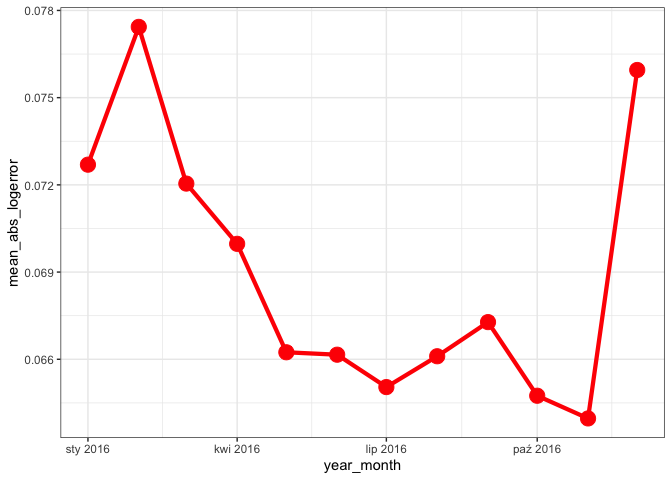 0.078
0.075
0.072
0.069
0.066
mean_abs_logerror
sty 2016
kwi 2016
lip 2016
paź 2016
year_month